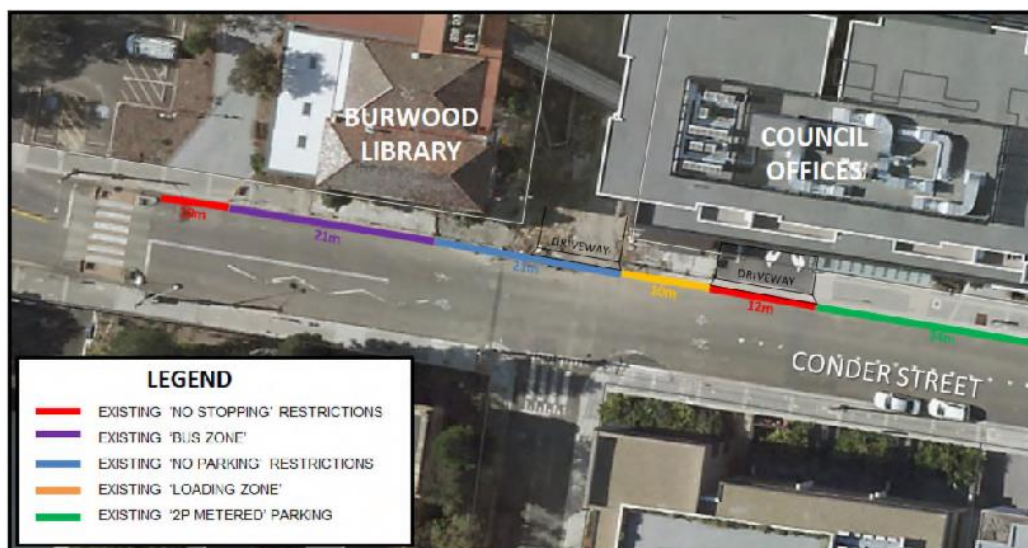 BURWOOD
LIBRARY
COUNCIL
OFFICES
21m
DRIVEWAY
DRIVEWAY
10m
12m
CONDER STREET
LEGEND
EXISTING ‘NO STOPPING’ RESTRICTIONS
EXISTING ‘BUS ZONE’
EXISTING ‘NO PARKING’ RESTRICTIONS
EXISTING ‘LOADING ZONE’
EXISTING ‘2P METERED’ PARKING